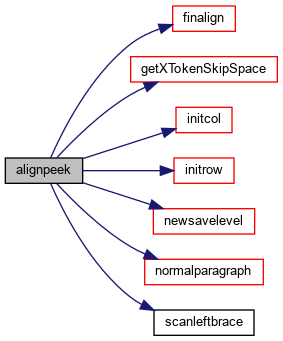 finalign
getXTokenSkipSpace
initcol
alignpeek
initrow
newsavelevel
normalparagraph
scanleftbrace